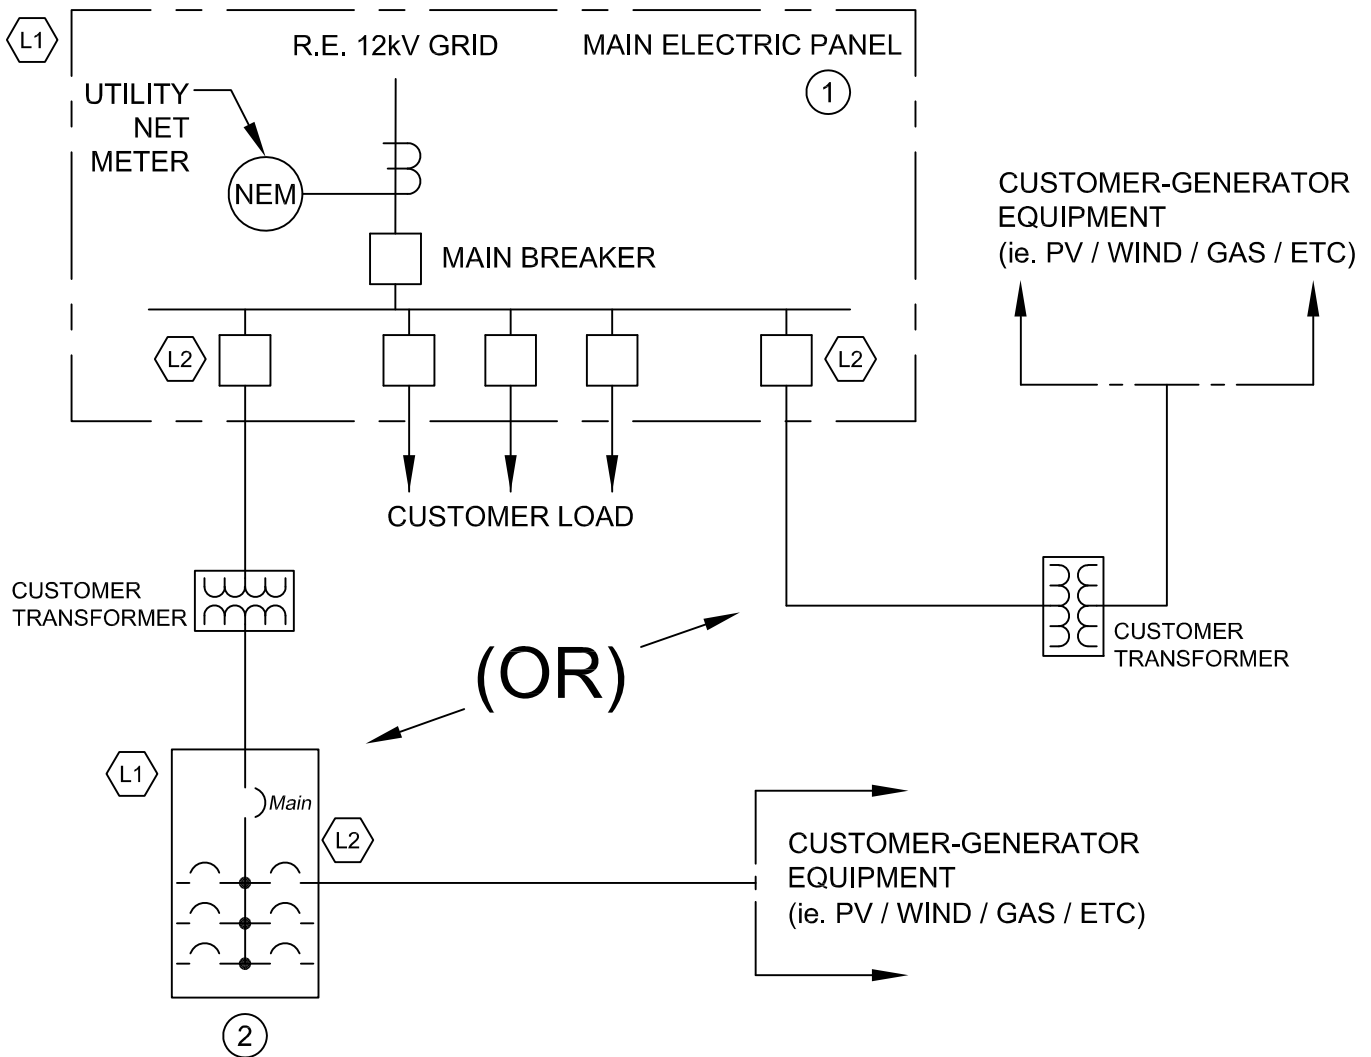 L1
R.E. 12kV GRID
MAIN ELECTRIC PANEL
1
UTILITY
NET
METER
NEM
MAIN BREAKER
CUSTOMER-GENERATOR
EQUIPMENT
(ie. PV / WIND / GAS / ETC)
L2
L2
CUSTOMER LOAD
CUSTOMER
TRANSFORMER
(OR)
CUSTOMER
TRANSFORMER
L1
Main
L2
CUSTOMER-GENERATOR
EQUIPMENT
(ie. PV / WIND / GAS / ETC)
2